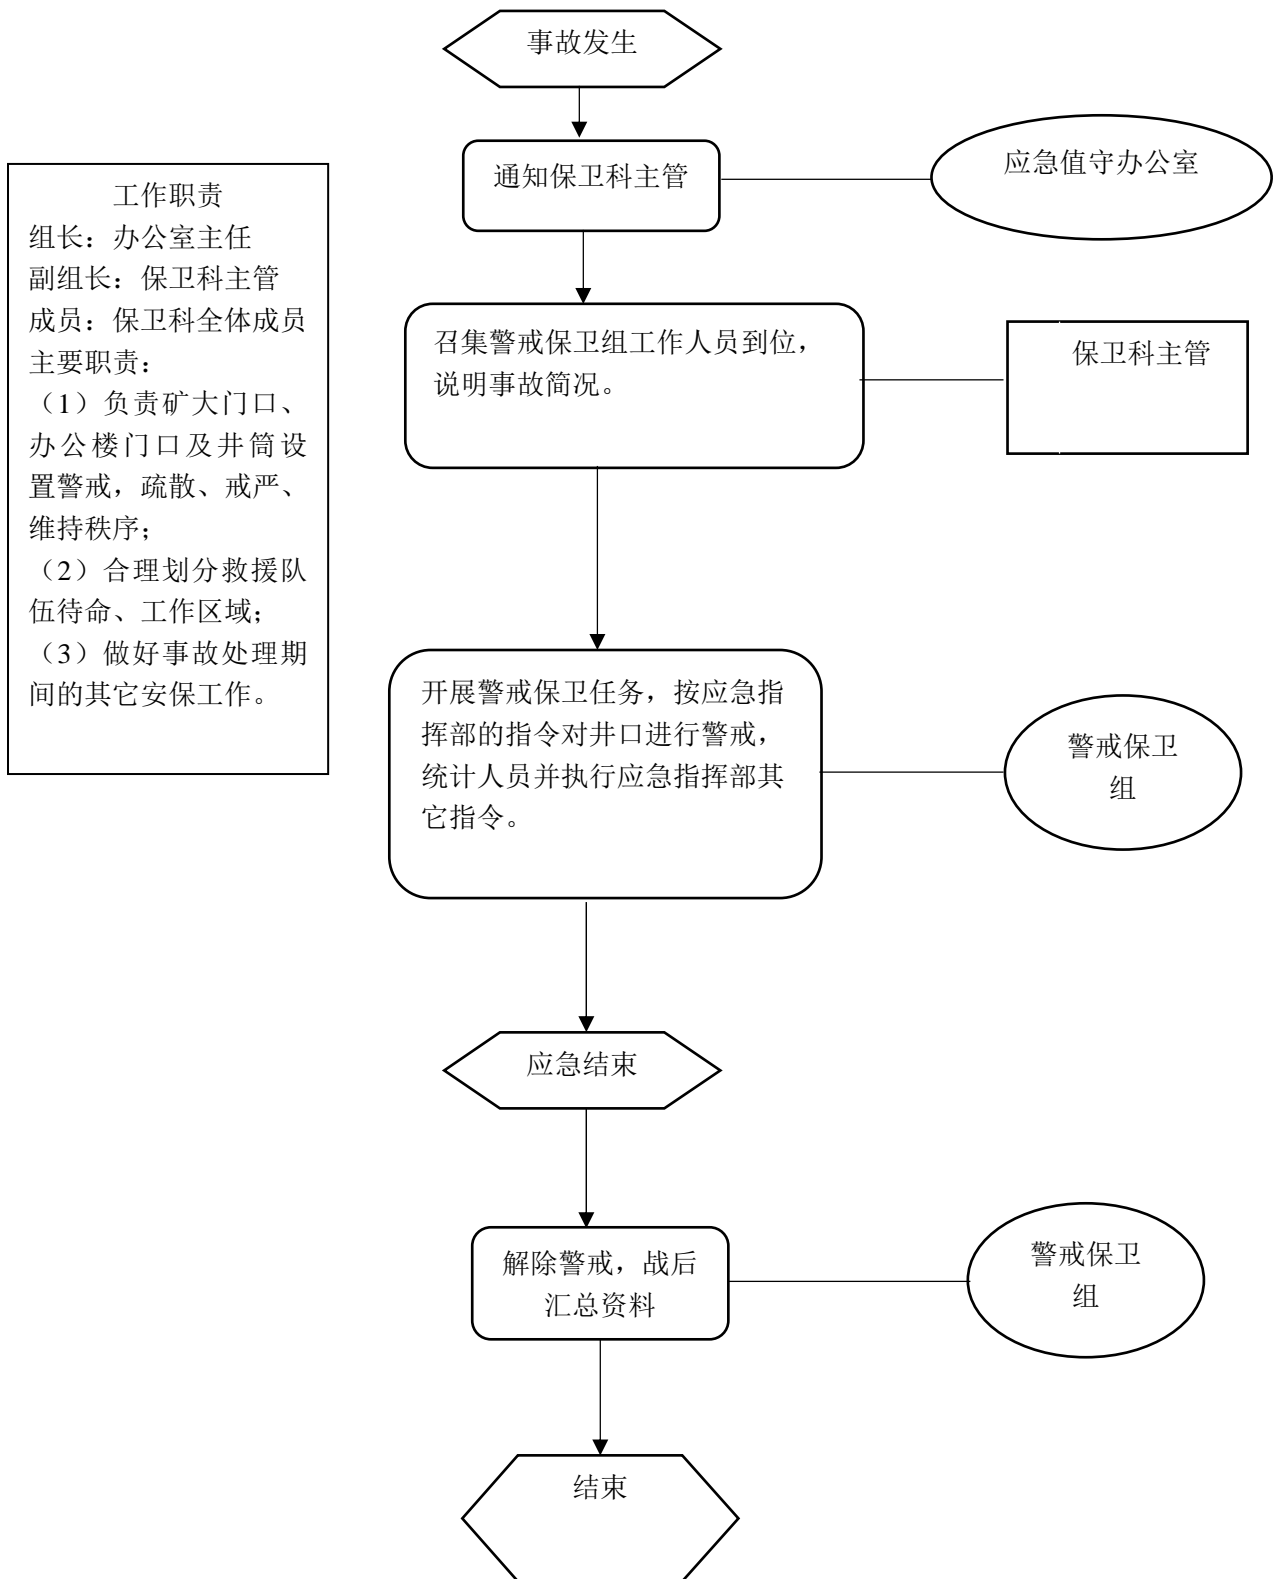 事故发生
通知保卫科主管
应急值守办公室
工作职责
组长：办公室主任
副组长：保卫科主管
成员：保卫科全体成员
主要职责：
（1）负责矿大门口、
办公楼门口及井筒设
置警戒，疏散、戒严、
维持秩序；
（2）合理划分救援队
伍待命、工作区域；
（3）做好事故处理期
间的其它安保工作。
召集警戒保卫组工作人员到位，
说明事故简况。
保卫科主管
开展警戒保卫任务，按应急指
挥部的指令对井口进行警戒，
统计人员并执行应急指挥部其
它指令。
警戒保卫
组
应急结束
解除警戒，战后
汇总资料
警戒保卫
组
结束